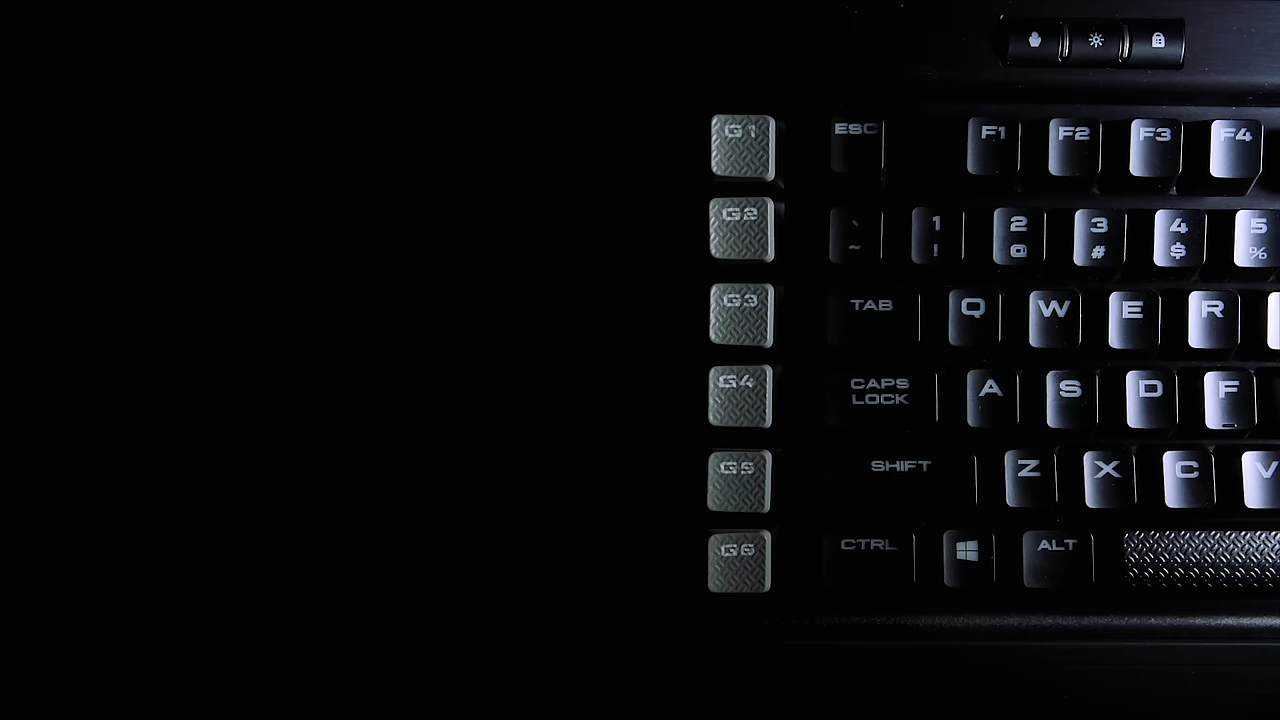 G1 ESC F1 F2 F3 F4
G2 ` 1 2 3 4 5
~ ! @ # $ %
G3 TAB Q W E R
G4 CAPS LOCK A S D F
G5 SHIFT Z X C V
G6 CTRL ALT